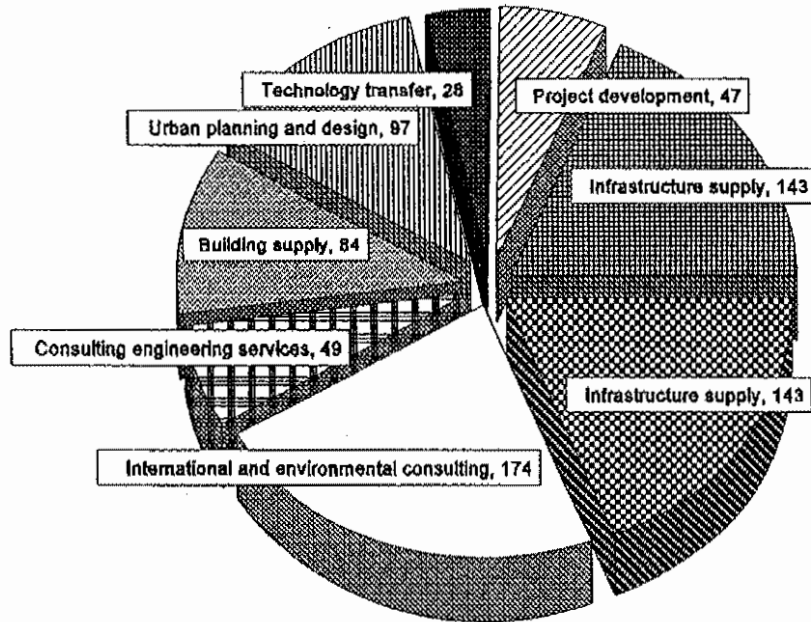 Technology transfer, 28
Project development, 47
Urban planning and design, 97
Infrastructure supply, 143
Building supply, 84
Consulting engineering services, 49
Infrastructure supply, 143
International and environmental consulting, 174